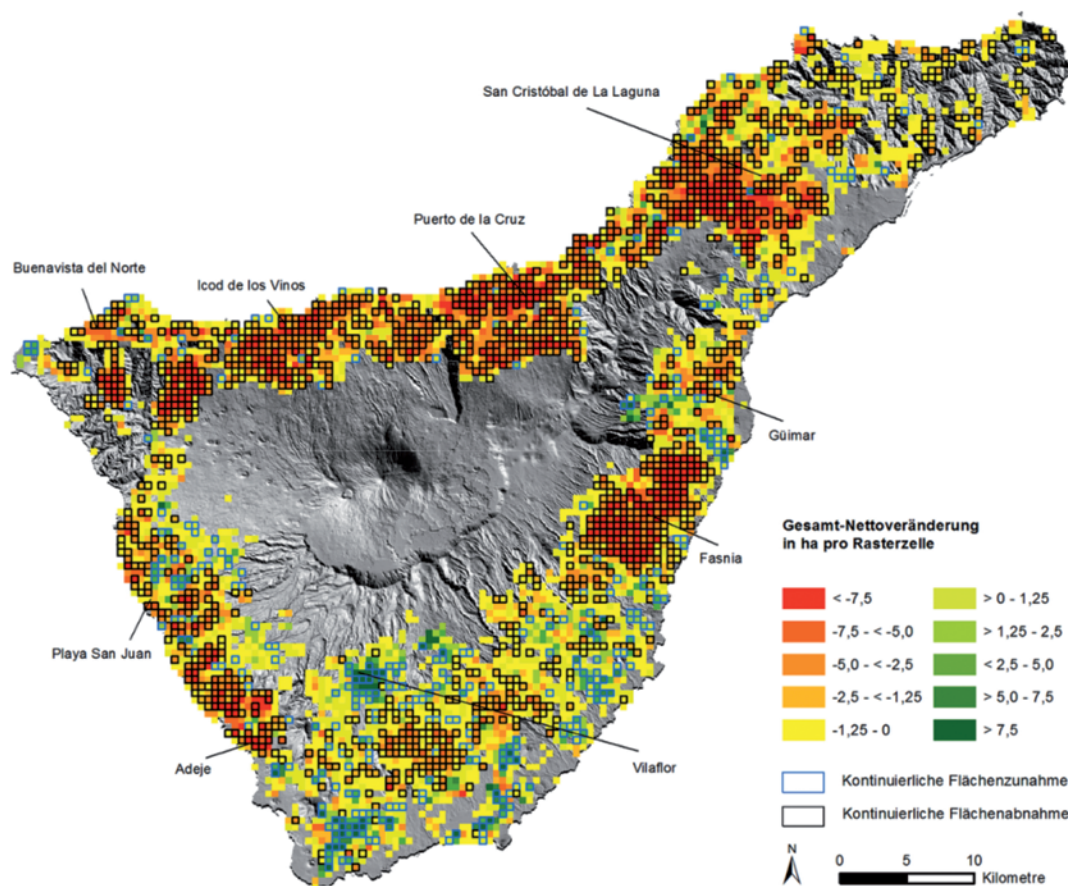 San Cristóbal de La Laguna
Puerto de la Cruz
Buenavista del Norte
Icod de los Vinos
Güimar
Fasnia
Playa San Juan
Adeje
Vilaflor
Gesamt-Nettoveränderung
in ha pro Rasterzelle
< -7,5
> 0 - 1,25
-7,5 - < -5,0
> 1,25 - 2,5
-5,0 - < -2,5
< 2,5 - 5,0
-2,5 - < -1,25
> 5,0 - 7,5
-1,25 - 0
> 7,5
Kontinuierliche Flächenzunahme
Kontinuierliche Flächenabnahme
N
0 5 10
Kilometre